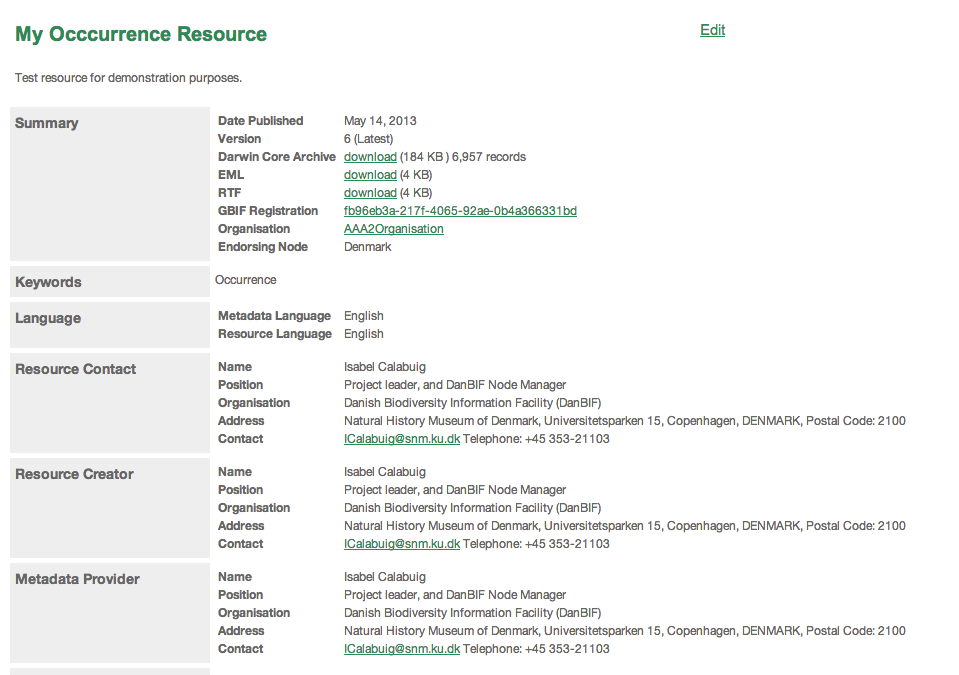 My Occcurrence Resource Edit
Test resource for demonstration purposes.
Summary Date Published May 14, 2013
Version 6 (Latest)
Darwin Core Archive download (184 KB ) 6,957 records
EML download (4 KB)
RTF download (4 KB)
GBIF Registration fb96eb3a-217f-4065-92ae-0b4a366331bd
Organisation AAA2Organisation
Endorsing Node Denmark
Keywords Occurrence
Language Metadata Language English
Resource Language English
Resource Contact Name Isabel Calabuig
Position Project leader, and DanBIF Node Manager
Organisation Danish Biodiversity Information Facility (DanBIF)
Address Natural History Museum of Denmark, Universitetsparken 15, Copenhagen, DENMARK, Postal Code: 2100
Contact ICalabuig@snm.ku.dk Telephone: +45 353-21103
Resource Creator Name Isabel Calabuig
Position Project leader, and DanBIF Node Manager
Organisation Danish Biodiversity Information Facility (DanBIF)
Address Natural History Museum of Denmark, Universitetsparken 15, Copenhagen, DENMARK, Postal Code: 2100
Contact ICalabuig@snm.ku.dk Telephone: +45 353-21103
Metadata Provider Name Isabel Calabuig
Position Project leader, and DanBIF Node Manager
Organisation Danish Biodiversity Information Facility (DanBIF)
Address Natural History Museum of Denmark, Universitetsparken 15, Copenhagen, DENMARK, Postal Code: 2100
Contact ICalabuig@snm.ku.dk Telephone: +45 353-21103